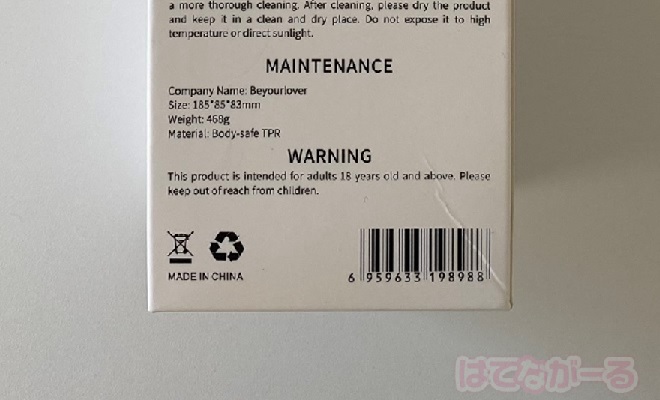 a more thorough cleaning. After cleaning, please dry the product
and keep it in a clean and dry place. Do not expose it to high
temperature or direct sunlight.
MAINTENANCE
Company Name: Beyourlover
Size: 185*85*83mm
Weight: 468g
Material: Body-safe TPR
WARNING
This product is intended for adults 18 years old and above. Please
keep out of reach from children.
MADE IN CHINA
6 959633 198988
はてながーる